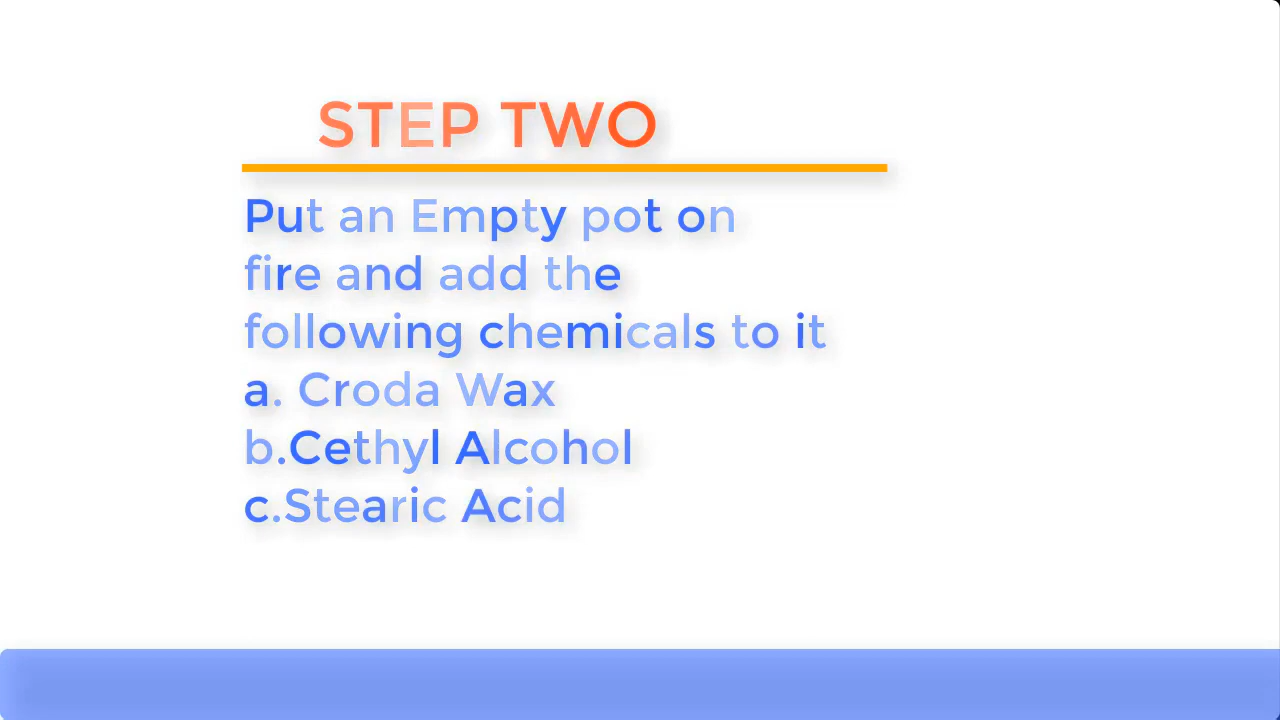 STEP TWO
Put an Empty pot on
fire and add the
following chemicals to it
a. Croda Wax
b.Cethyl Alcohol
c.Stearic Acid